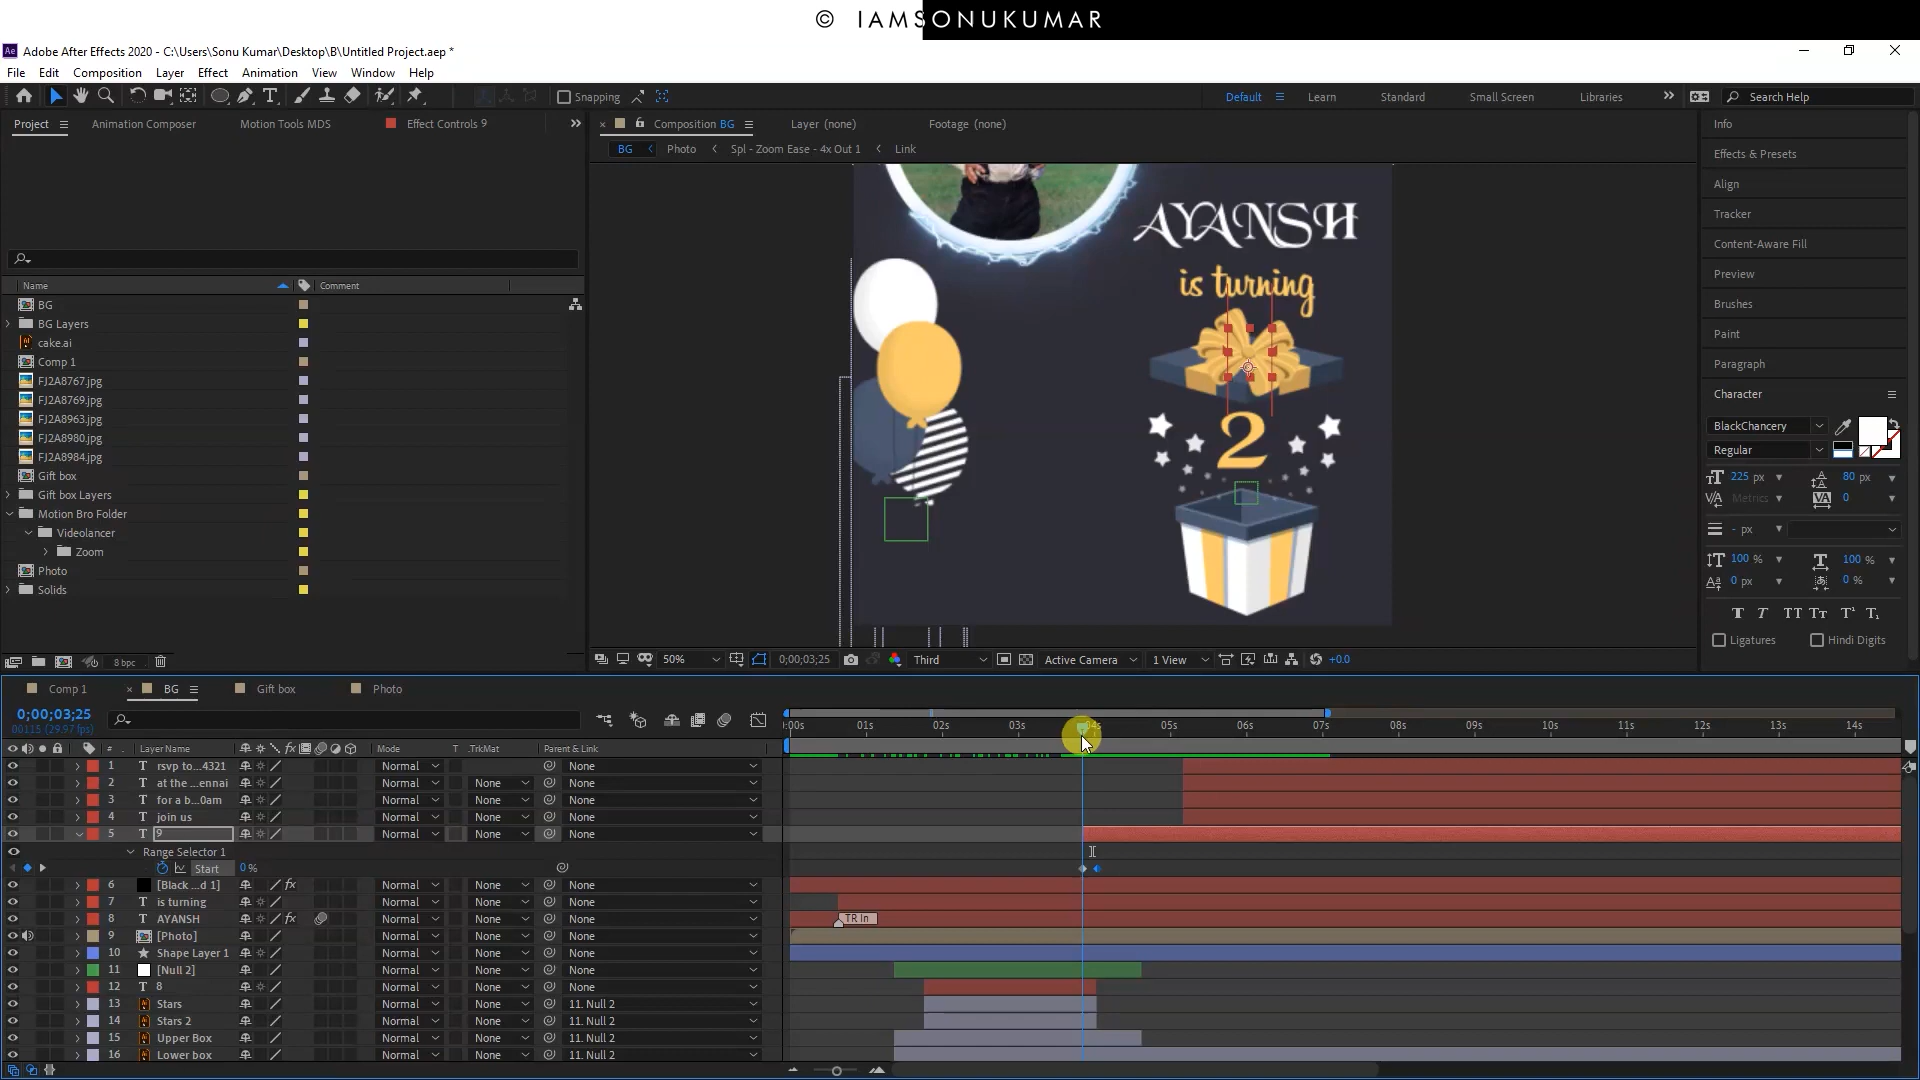 © IAMSONUKUMAR
Adobe After Effects 2020 - C:\Users\Sonu Kumar\Desktop\B\Untitled Project.aep *
File Edit Composition Layer Effect Animation View Window Help
Snapping
Default Learn Standard Small Screen Libraries Search Help
Project Animation Composer Motion Tools MDS Effect Controls 9
Composition BG Layer (none) Footage (none)
BG Photo Spl - Zoom Ease - 4x Out 1 Link
Name Comment
BG
BG Layers
cake.ai
Comp 1
FJ2A8767.jpg
FJ2A8769.jpg
FJ2A8963.jpg
FJ2A8980.jpg
FJ2A8984.jpg
Gift box
Gift box Layers
Motion Bro Folder
Videolancer
Zoom
Photo
Solids
8 bpc
AYANSH
is turning
2
50% 0;00;03;25 Third Active Camera 1 View +0.0
Info
Effects & Presets
Align
Tracker
Content-Aware Fill
Preview
Brushes
Paint
Paragraph
Character
BlackChancery
Regular
225 px 80 px
Metrics 0
- px
100 % 100 %
0 px 0 %
Ligatures Hindi Digits
Comp 1 BG Gift box Photo
0;00;03;25
00115 (29.97 fps)
:00s 01s 02s 03s 04s 05s 06s 07s 08s 09s 10s 11s 12s 13s 14s
# Layer Name Mode T .TrkMat Parent & Link
1 rsvp to...4321 Normal None
2 at the ...ennai Normal None None
3 for a b...0am Normal None None
4 join us Normal None None
5 9 Normal None None
Range Selector 1
Start 0 %
6 [Black ...d 1] Normal None None
7 is turning Normal None None
8 AYANSH Normal None None TR In
9 [Photo] Normal None None
10 Shape Layer 1 Normal None None
11 [Null 2] Normal None None
12 8 Normal None None
13 Stars Normal None 11. Null 2
14 Stars 2 Normal None 11. Null 2
15 Upper Box Normal None 11. Null 2
16 Lower box Normal None 11. Null 2